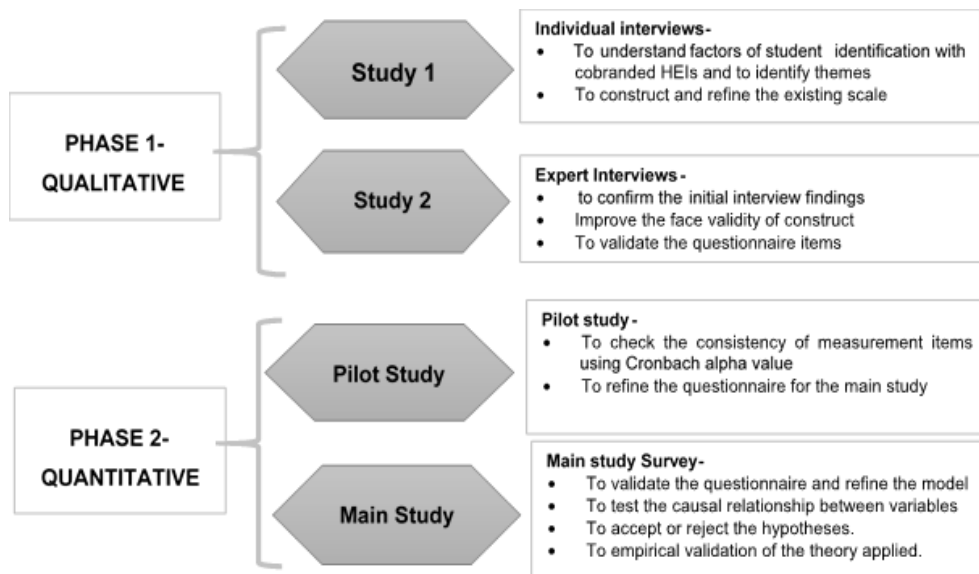 PHASE 1-
QUALITATIVE
Study 1
Individual interviews-
• To understand factors of student identification with
cobranded HEIs and to identify themes
• To construct and refine the existing scale
Study 2
Expert Interviews-
• to confirm the initial interview findings
• Improve the face validity of construct
• To validate the questionnaire items
PHASE 2-
QUANTITATIVE
Pilot Study
Pilot study-
• To check the consistency of measurement items
using Cronbach alpha value
• To refine the questionnaire for the main study
Main Study
Main study Survey-
• To validate the questionnaire and refine the model
• To test the causal relationship between variables
• To accept or reject the hypotheses.
• To empirical validation of the theory applied.